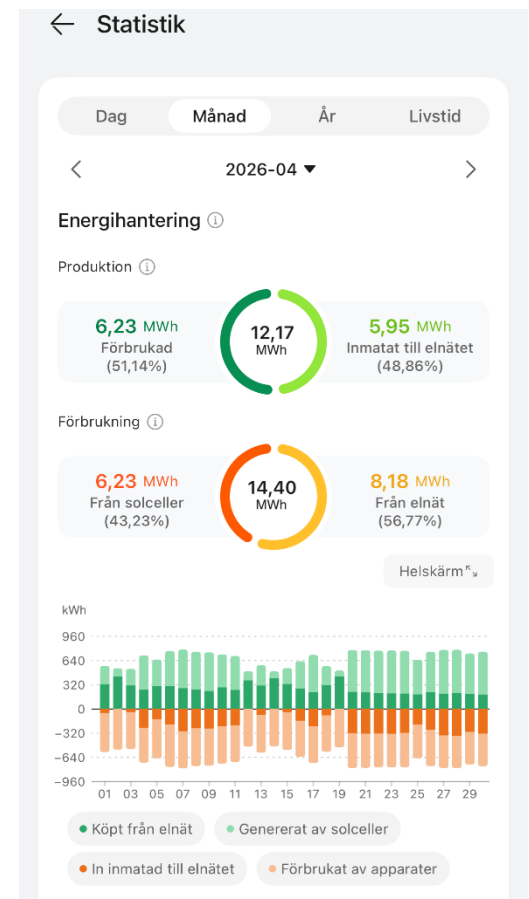 Statistik
Dag Månad År Livstid
2026-04
Energihantering
Produktion
6,23 MWh
Förbrukad
(51,14%)
12,17
MWh
5,95 MWh
Inmatat till elnätet
(48,86%)
Förbrukning
6,23 MWh
Från solceller
(43,23%)
14,40
MWh
8,18 MWh
Från elnät
(56,77%)
Helskärm
kWh
960
640
320
0
-320
-640
-960
01 03 05 07 09 11 13 15 17 19 21 23 25 27 29
Köpt från elnät
Genererat av solceller
In inmatad till elnätet
Förbrukat av apparater